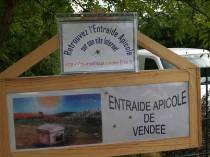 Retrouvez l'Entraide Apicole
sur son site Internet
ENTRAIDE APICOLE
DE
VENDEE